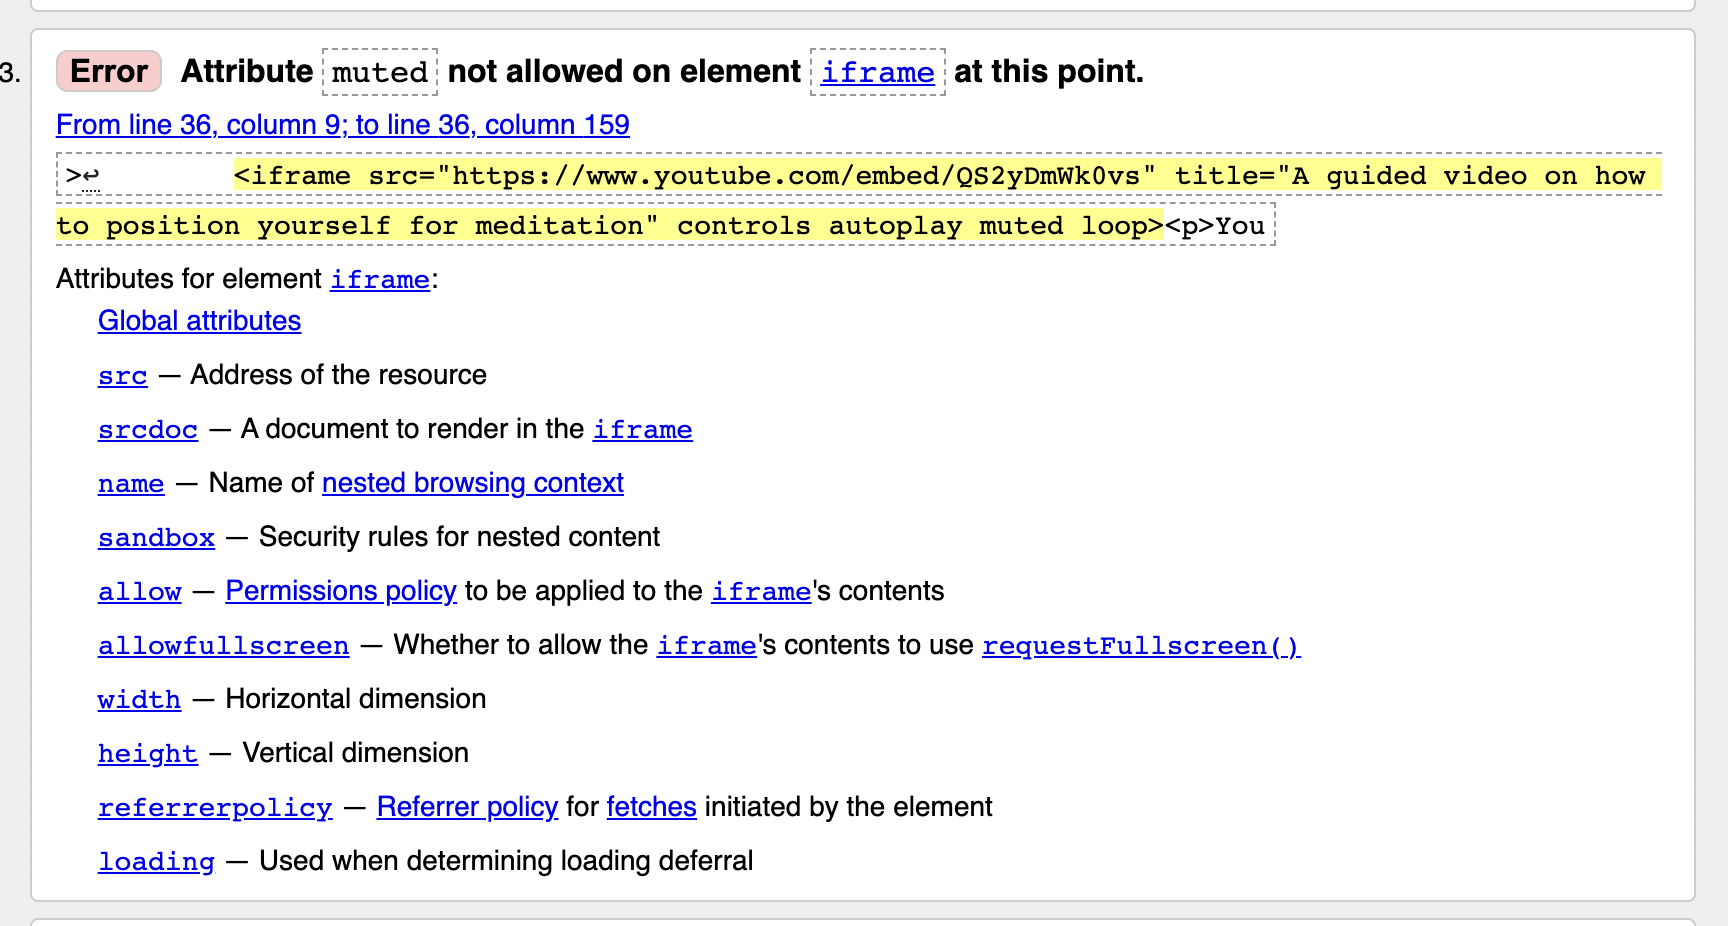 3.
Error Attribute muted not allowed on element iframe at this point.
From line 36, column 9; to line 36, column 159
>↩ <iframe src="https://www.youtube.com/embed/QS2yDmWk0vs" title="A guided video on how
to position yourself for meditation" controls autoplay muted loop><p>You
Attributes for element iframe:
Global attributes
src — Address of the resource
srcdoc — A document to render in the iframe
name — Name of nested browsing context
sandbox — Security rules for nested content
allow — Permissions policy to be applied to the iframe's contents
allowfullscreen — Whether to allow the iframe's contents to use requestFullscreen()
width — Horizontal dimension
height — Vertical dimension
referrerpolicy — Referrer policy for fetches initiated by the element
loading — Used when determining loading deferral